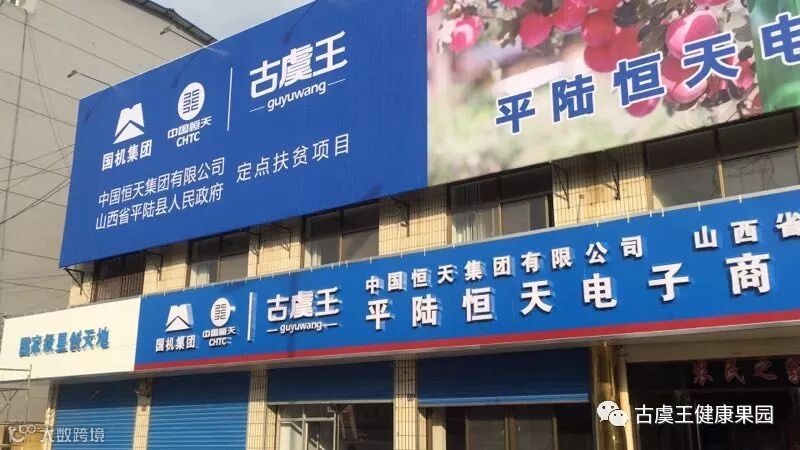 古虞王
guyuwang
国机集团
中国恒天
CHTC
中国恒天集团有限公司
山西省平陆县人民政府
定点扶贫项目
平陆恒天电
国家级星创天地
国机集团
中国恒天
CHTC
古虞王
guyuwang
中国恒天集团有限公司 山西省
平陆恒天电子商
农民之家
古虞王健康果园
大数跨境